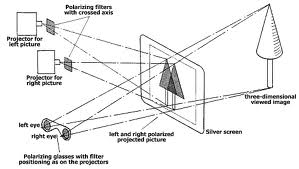 Polarizing filters
with crossed axis
Projector for
left picture
Projector for
right picture
left eye
right eye
left and right polarized
projected picture
Silver screen
three-dimensional
viewed image
Polarizing glasses with filter
positioning as on the projectors